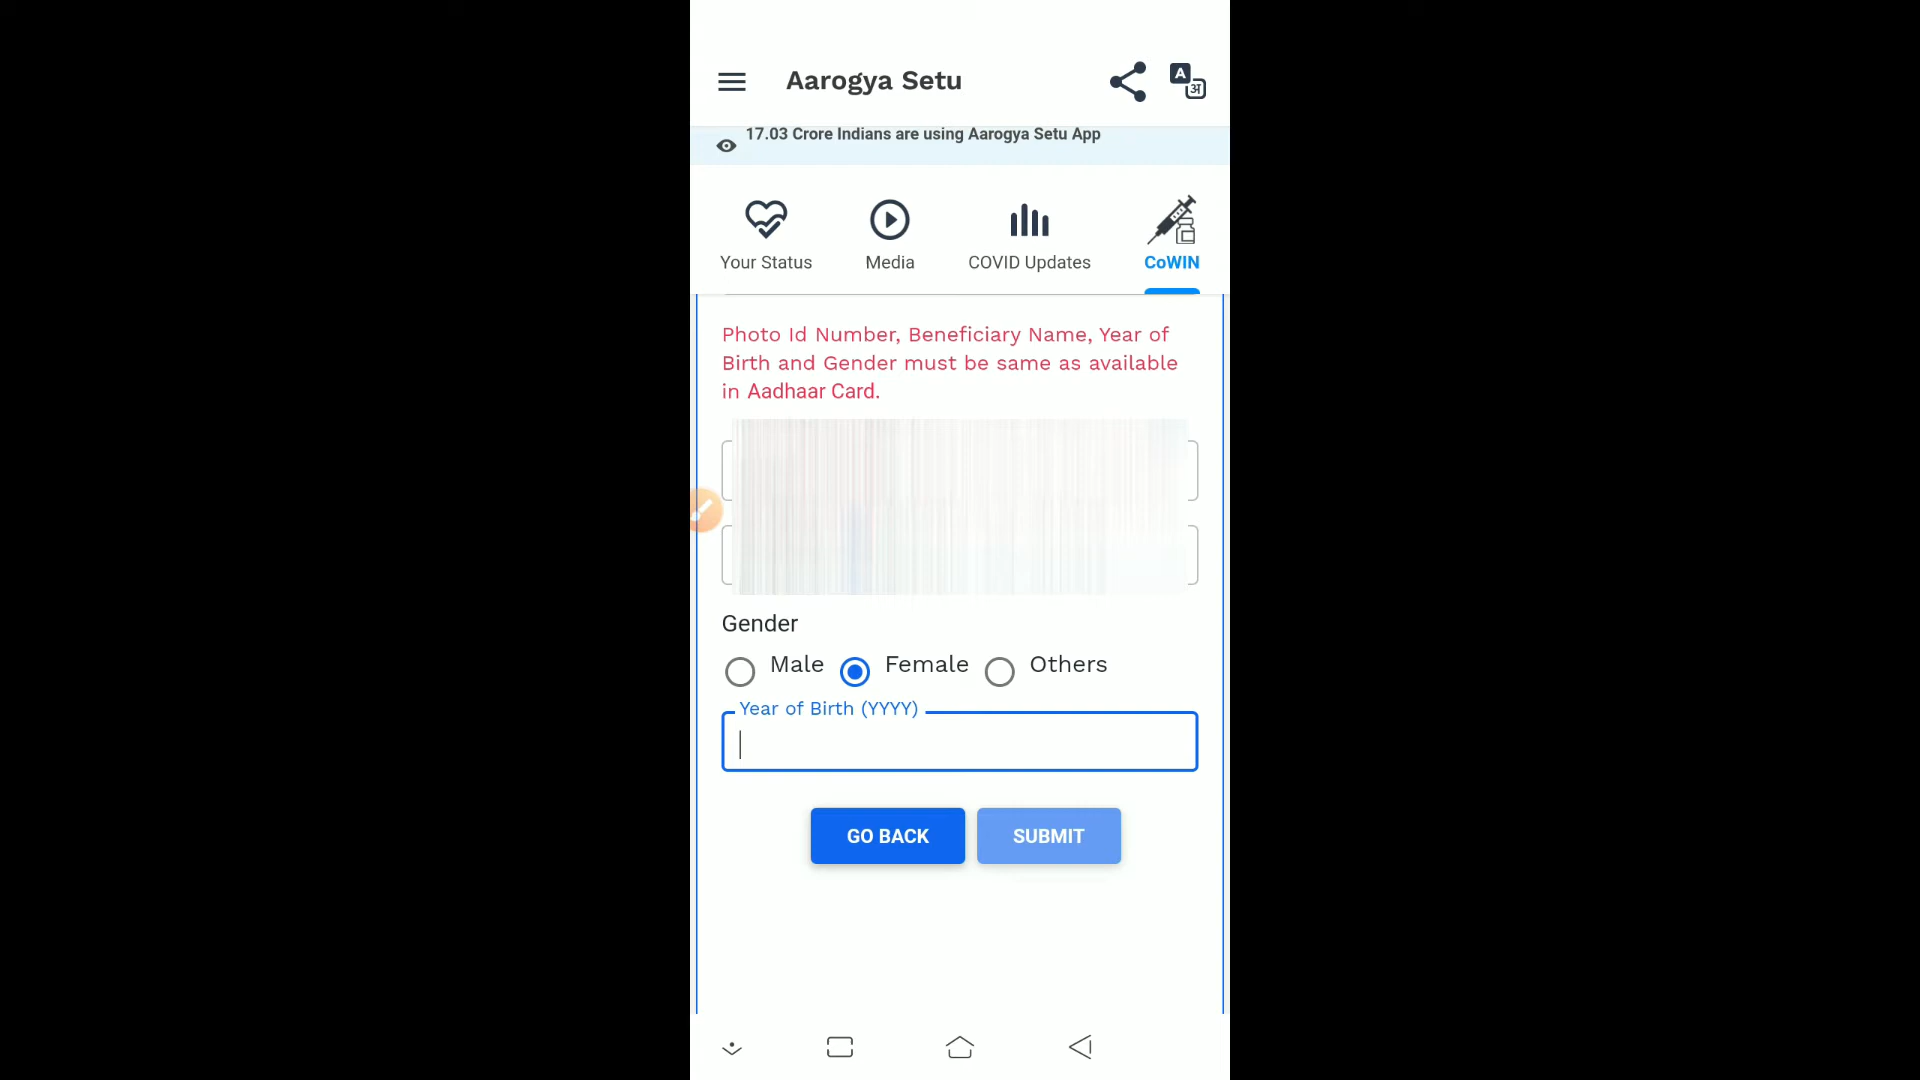 Aarogya Setu
A अ
17.03 Crore Indians are using Aarogya Setu App
Your Status Media COVID Updates CoWIN
Photo Id Number, Beneficiary Name, Year of
Birth and Gender must be same as available
in Aadhaar Card.
Gender
Male Female Others
Year of Birth (YYYY)
GO BACK SUBMIT